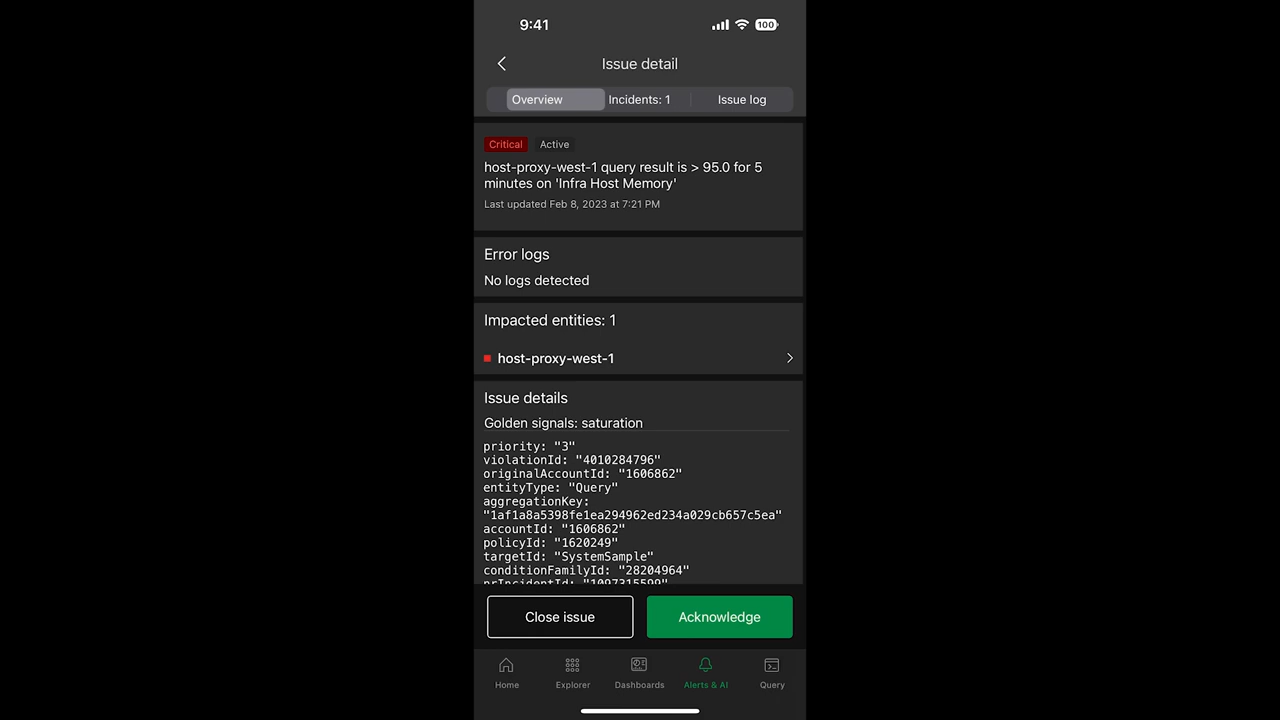 9:41
100
Issue detail
Overview
Incidents: 1
Issue log
Critical
Active
host-proxy-west-1 query result is > 95.0 for 5
minutes on 'Infra Host Memory'
Last updated Feb 8, 2023 at 7:21 PM
Error logs
No logs detected
Impacted entities: 1
host-proxy-west-1
Issue details
Golden signals: saturation
priority: "3"
violationId: "4010284796"
originalAccountId: "1606862"
entityType: "Query"
aggregationKey:
"1af1a8a5398fe1ea294962ed234a029cb657c5ea"
accountId: "1606862"
policyId: "1620249"
targetId: "SystemSample"
conditionFamilyId: "28204964"
nrIncidentId: "1097315599"
Close issue
Acknowledge
Home
Explorer
Dashboards
Alerts & AI
Query